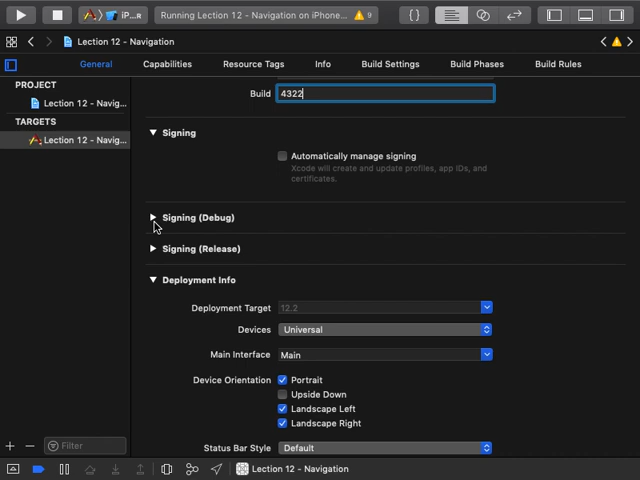 iP...R
Running Lection 12 - Navigation on iPhone... 9
Lection 12 - Navigation
General Capabilities Resource Tags Info Build Settings Build Phases Build Rules
PROJECT
Lection 12 - Navig...
TARGETS
Lection 12 - Navig...
Build 4322
Signing
Automatically manage signing
Xcode will create and update profiles, app IDs, and
certificates.
Signing (Debug)
Signing (Release)
Deployment Info
Deployment Target 12.2
Devices Universal
Main Interface Main
Device Orientation Portrait
Upside Down
Landscape Left
Landscape Right
Status Bar Style Default
Filter
Lection 12 - Navigation